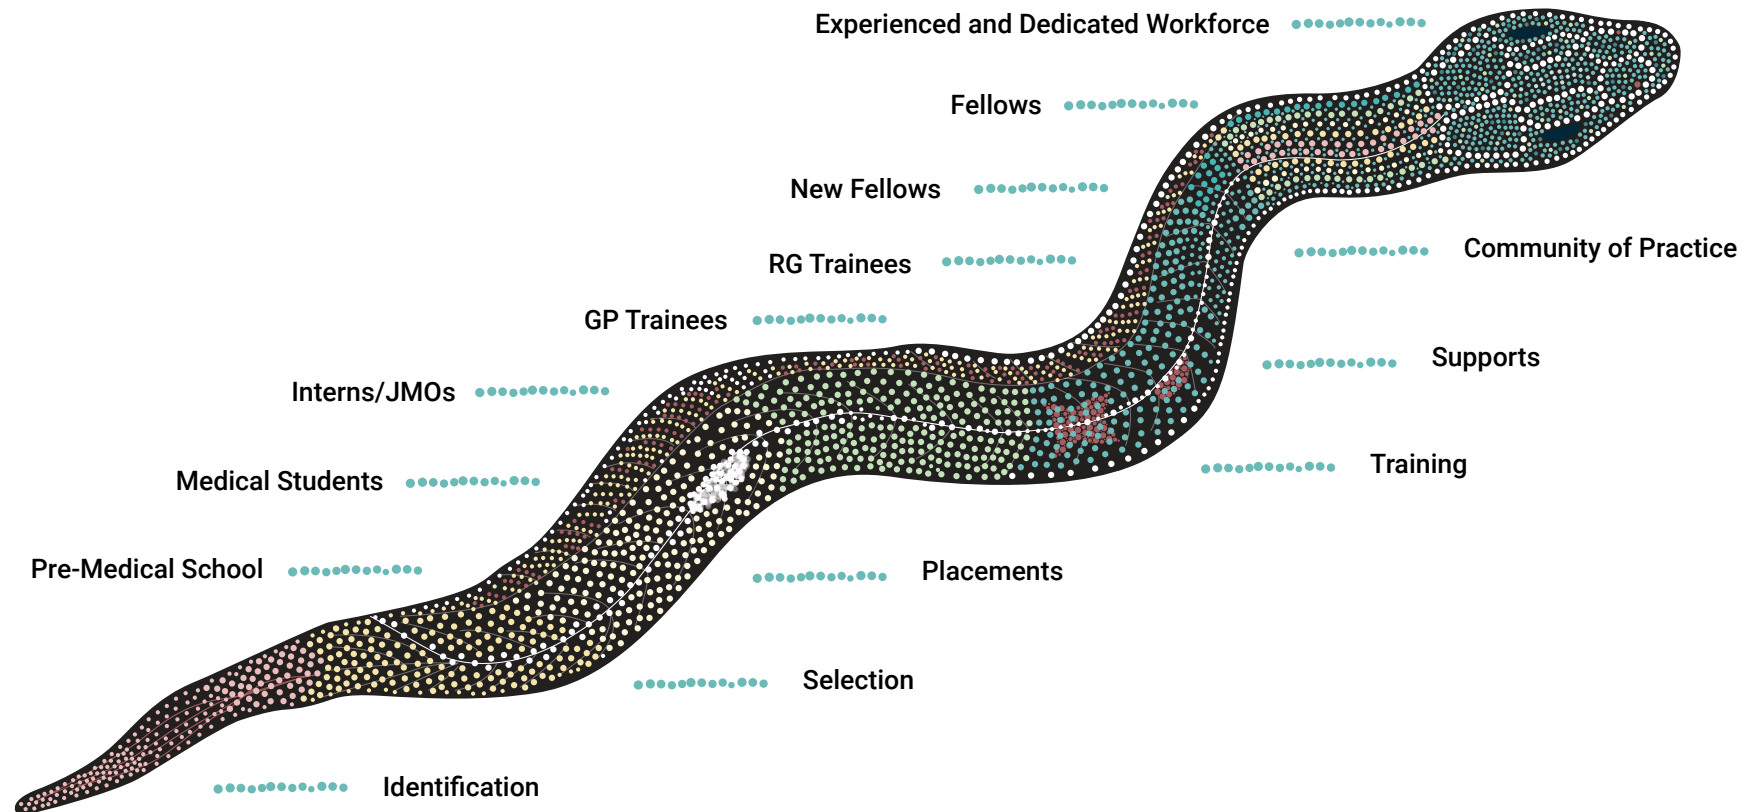 Experienced and Dedicated Workforce
Fellows
New Fellows
RG Trainees
GP Trainees
Interns/JMOs
Medical Students
Pre-Medical School
Community of Practice
Supports
Training
Placements
Selection
Identification